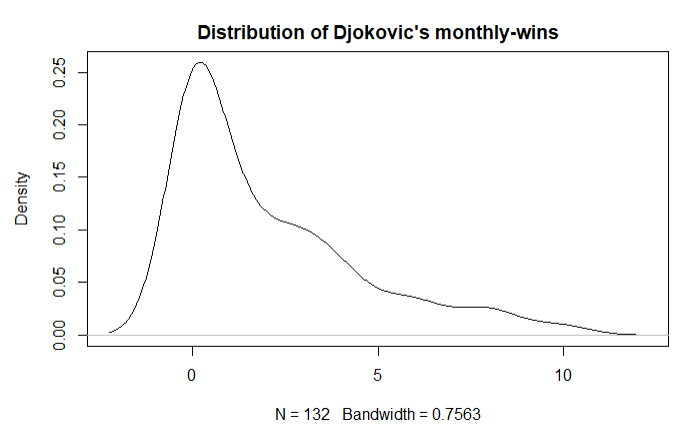 Distribution of Djokovic's monthly-wins
Density
0.25
0.20
0.15
0.10
0.05
0.00
0 5 10
N = 132 Bandwidth = 0.7563